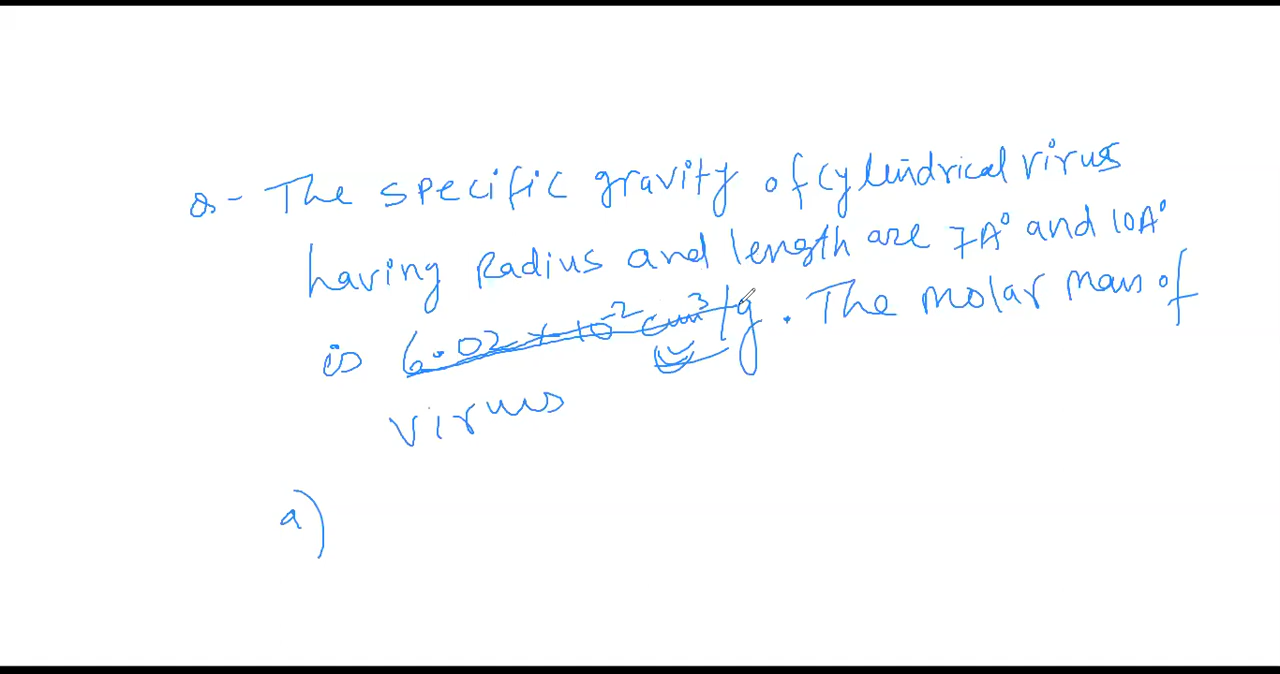 Q- The specific gravity of cylindrical virus
having Radius and length are 7A° and 10A°
is 6.02 × 10⁻² cm³/g. The molar mass of
virus
a)